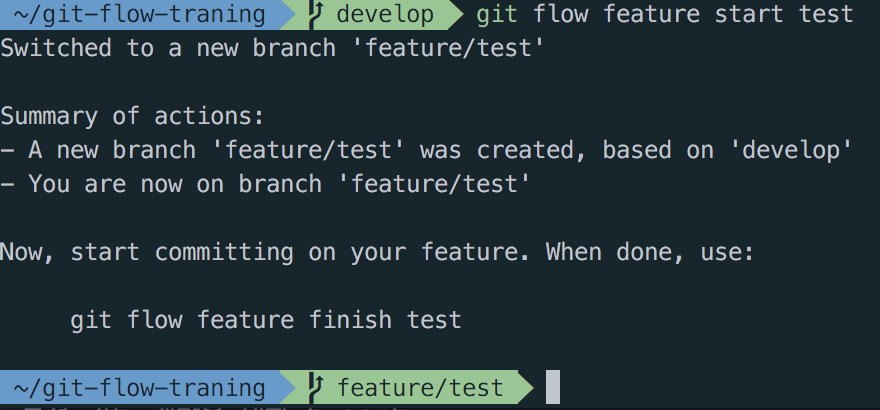 ~/git-flow-traning develop git flow feature start test
Switched to a new branch 'feature/test'
Summary of actions:
- A new branch 'feature/test' was created, based on 'develop'
- You are now on branch 'feature/test'
Now, start committing on your feature. When done, use:
git flow feature finish test
~/git-flow-traning feature/test